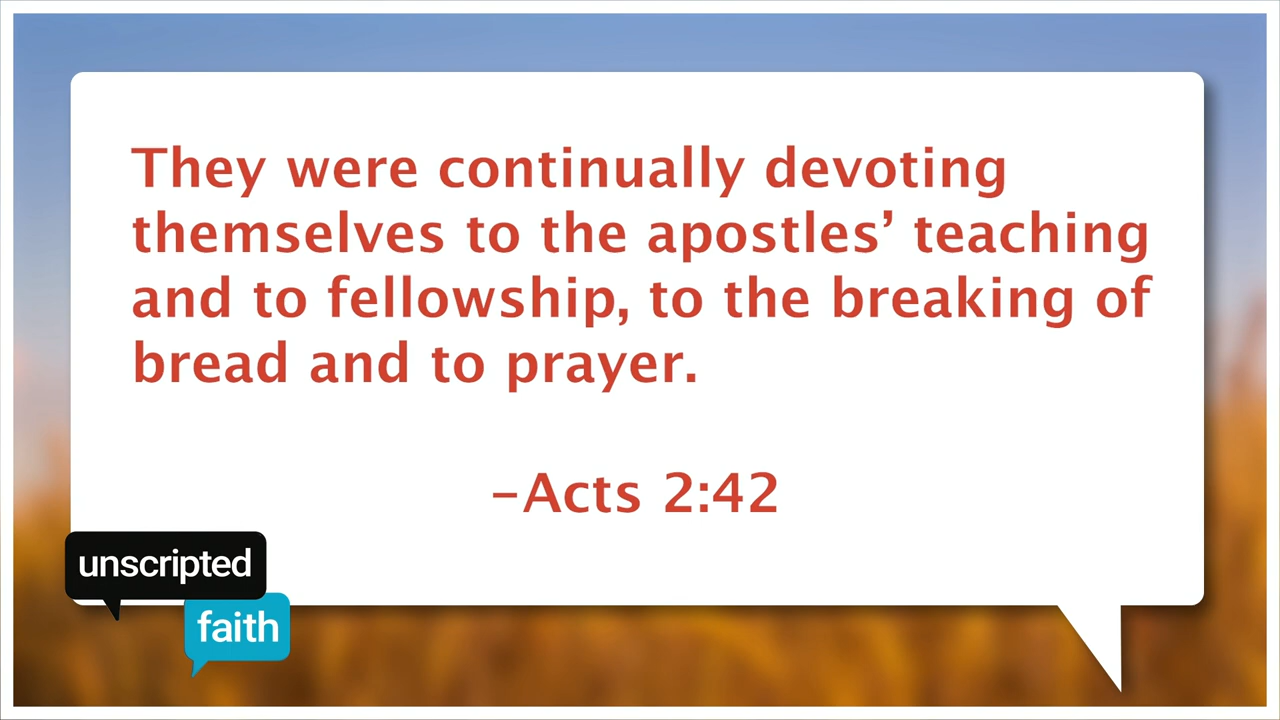 They were continually devoting
themselves to the apostles’ teaching
and to fellowship, to the breaking of
bread and to prayer.
–Acts 2:42
unscripted
faith